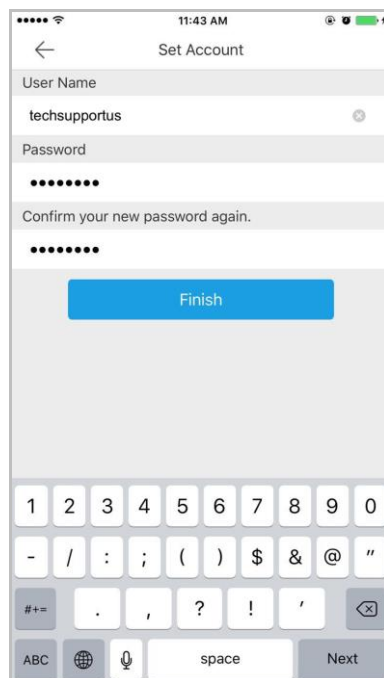 11:43 AM
Set Account
User Name
techsupportus
Password
••••••••
Confirm your new password again.
••••••••
Finish
1 2 3 4 5 6 7 8 9 0
- / : ; ( ) $ & @ "
#+= . , ? ! '
ABC space Next